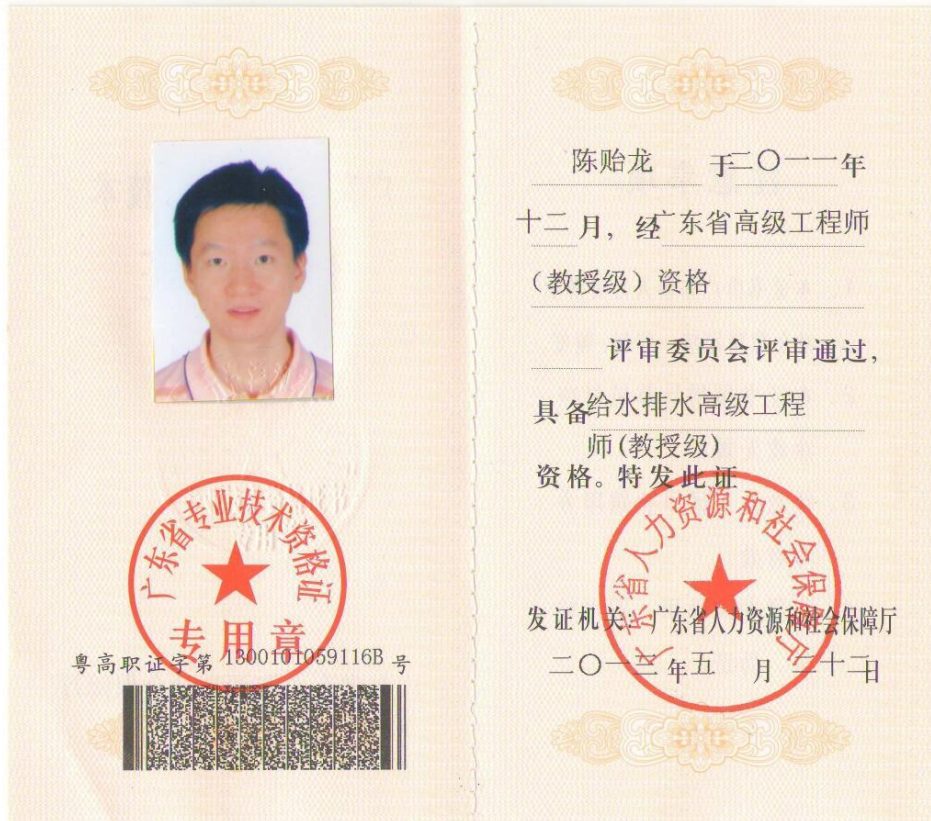 陈贻龙 于二〇一一年
十二月，经广东省高级工程师
（教授级）资格
评审委员会评审通过，
具备给水排水高级工程
师(教授级)
资格。特发此证
广东省人力资源和社会保障厅
发证机关：广东省人力资源和社会保障厅
二〇一三年五月二十二日
广东省专业技术资格证
专用章
粤高职证字第 1300101059116B 号